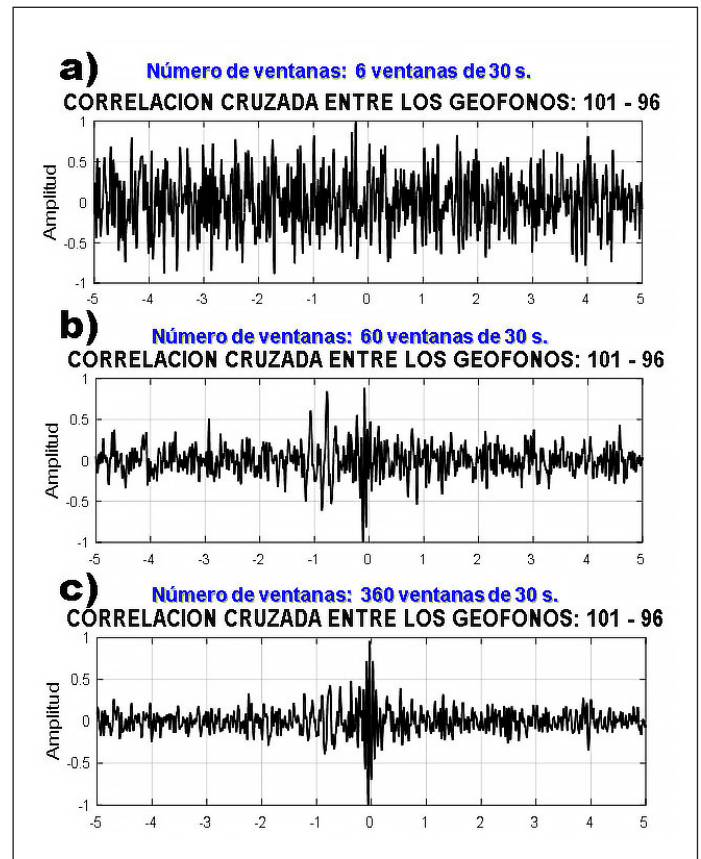 a) Número de ventanas: 6 ventanas de 30 s.
CORRELACION CRUZADA ENTRE LOS GEOFONOS: 101 - 96
1
0.5
0
-0.5
-1
Amplitud
-5 -4 -3 -2 -1 0 1 2 3 4 5
b) Número de ventanas: 60 ventanas de 30 s.
CORRELACION CRUZADA ENTRE LOS GEOFONOS: 101 - 96
1
0.5
0
-0.5
-1
Amplitud
-5 -4 -3 -2 -1 0 1 2 3 4 5
c) Número de ventanas: 360 ventanas de 30 s.
CORRELACION CRUZADA ENTRE LOS GEOFONOS: 101 - 96
1
0.5
0
-0.5
-1
Amplitud
-5 -4 -3 -2 -1 0 1 2 3 4 5